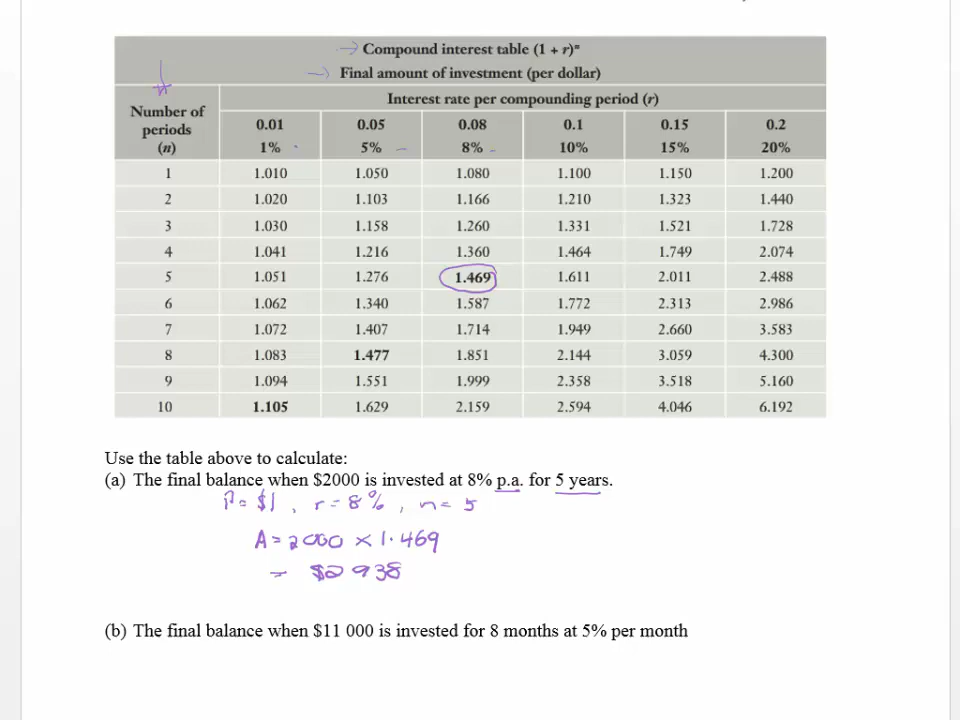 Compound interest table (1 + r)ⁿ
Final amount of investment (per dollar)
Number of periods (n) Interest rate per compounding period (r)
0.01 0.05 0.08 0.1 0.15 0.2
1% 5% 8% 10% 15% 20%
1 1.010 1.050 1.080 1.100 1.150 1.200
2 1.020 1.103 1.166 1.210 1.323 1.440
3 1.030 1.158 1.260 1.331 1.521 1.728
4 1.041 1.216 1.360 1.464 1.749 2.074
5 1.051 1.276 1.469 1.611 2.011 2.488
6 1.062 1.340 1.587 1.772 2.313 2.986
7 1.072 1.407 1.714 1.949 2.660 3.583
8 1.083 1.477 1.851 2.144 3.059 4.300
9 1.094 1.551 1.999 2.358 3.518 5.160
10 1.105 1.629 2.159 2.594 4.046 6.192
Use the table above to calculate:
(a) The final balance when $2000 is invested at 8% p.a. for 5 years.
P = $1 , r = 8 % , n = 5
A = 2000 × 1.469
= $2938
(b) The final balance when $11 000 is invested for 8 months at 5% per month